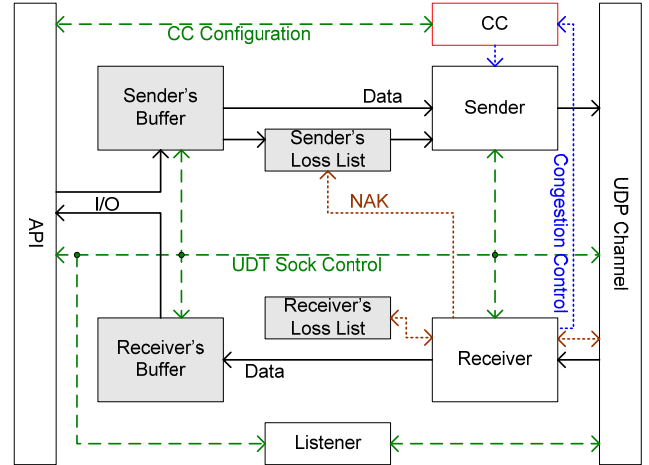 CC
CC Configuration
Sender's
Buffer
Data
Sender
Sender's
Loss List
I/O
NAK
API
Congestion Control
UDP Channel
UDT Sock Control
Receiver's
Loss List
Receiver's
Buffer
Data
Receiver
Listener